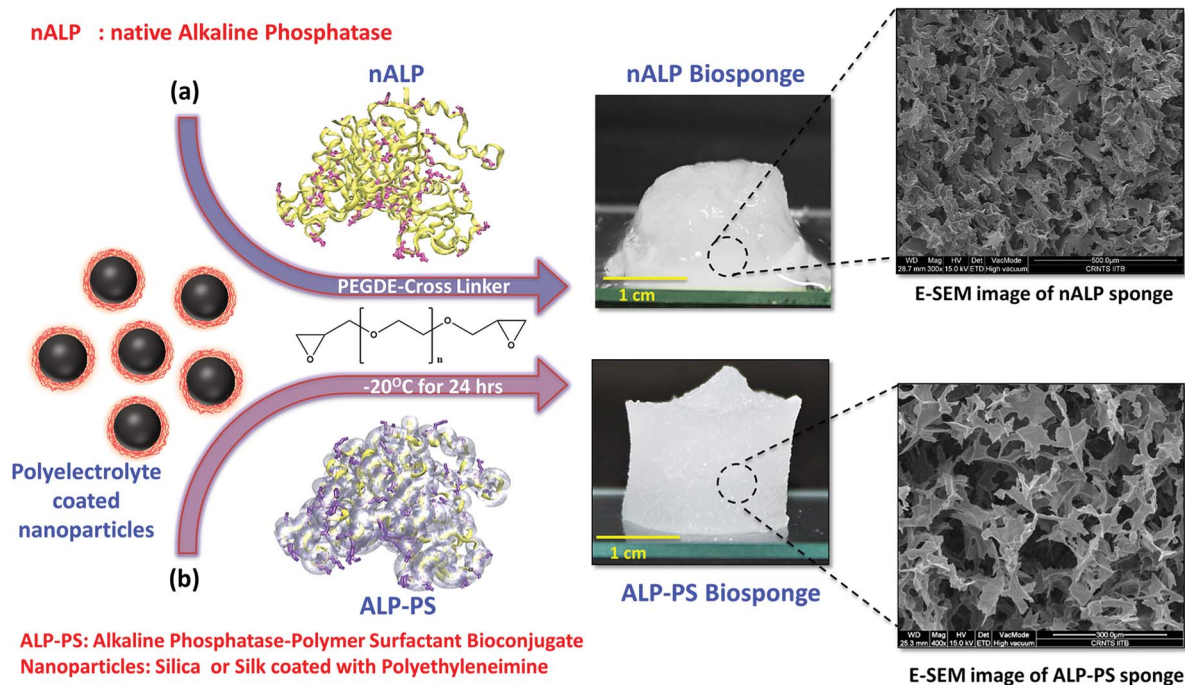 nALP : native Alkaline Phosphatase
(a)
nALP
PEGDE-Cross Linker
O
O
O
O
n
-20OC for 24 hrs
Polyelectrolyte
coated
nanoparticles
(b)
ALP-PS
ALP-PS: Alkaline Phosphatase-Polymer Surfactant Bioconjugate
Nanoparticles: Silica or Silk coated with Polyethyleneimine
nALP Biosponge
1 cm
1 cm
ALP-PS Biosponge
WD Mag HV Det VacMode 500.0µm
28.7 mm 300x 15.0 kV ETD High vacuum CRNTS IITB
E-SEM image of nALP sponge
WD Mag HV Det VacMode 300.0µm
25.3 mm 400x 15.0 kV ETD High vacuum CRNTS IITB
E-SEM image of ALP-PS sponge